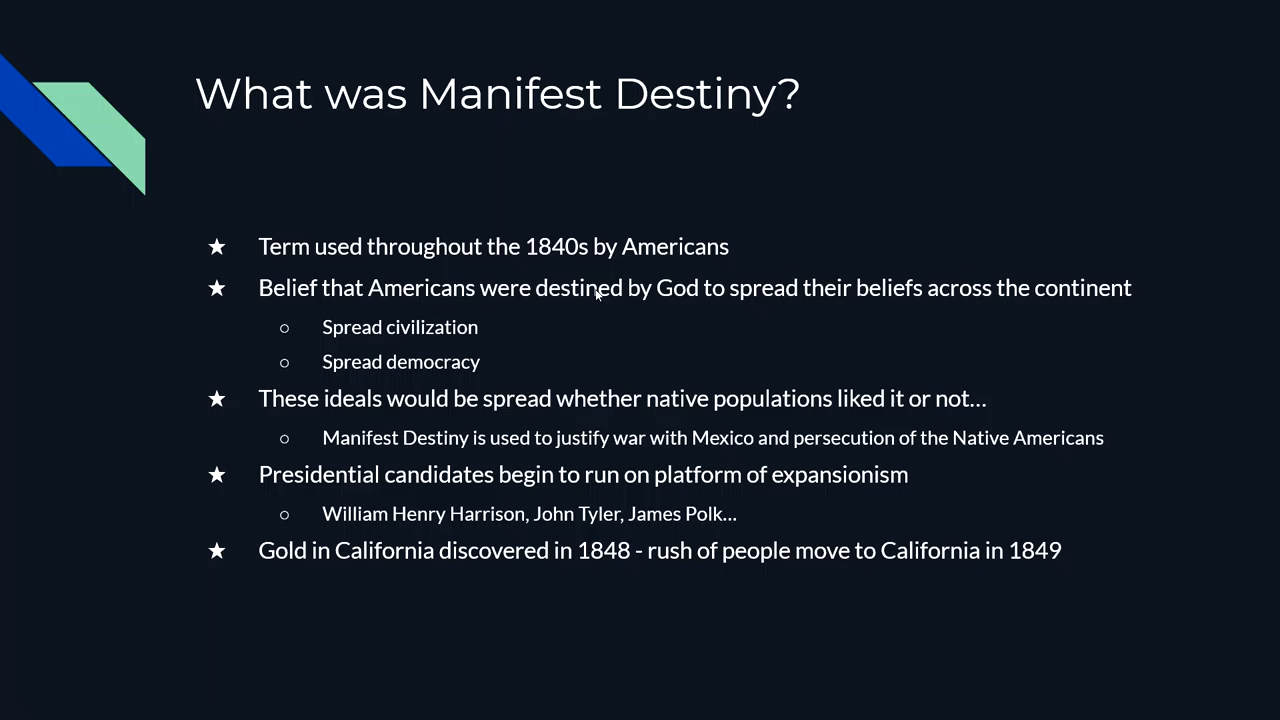 What was Manifest Destiny?
★ Term used throughout the 1840s by Americans
★ Belief that Americans were destined by God to spread their beliefs across the continent
○ Spread civilization
○ Spread democracy
★ These ideals would be spread whether native populations liked it or not...
○ Manifest Destiny is used to justify war with Mexico and persecution of the Native Americans
★ Presidential candidates begin to run on platform of expansionism
○ William Henry Harrison, John Tyler, James Polk...
★ Gold in California discovered in 1848 - rush of people move to California in 1849